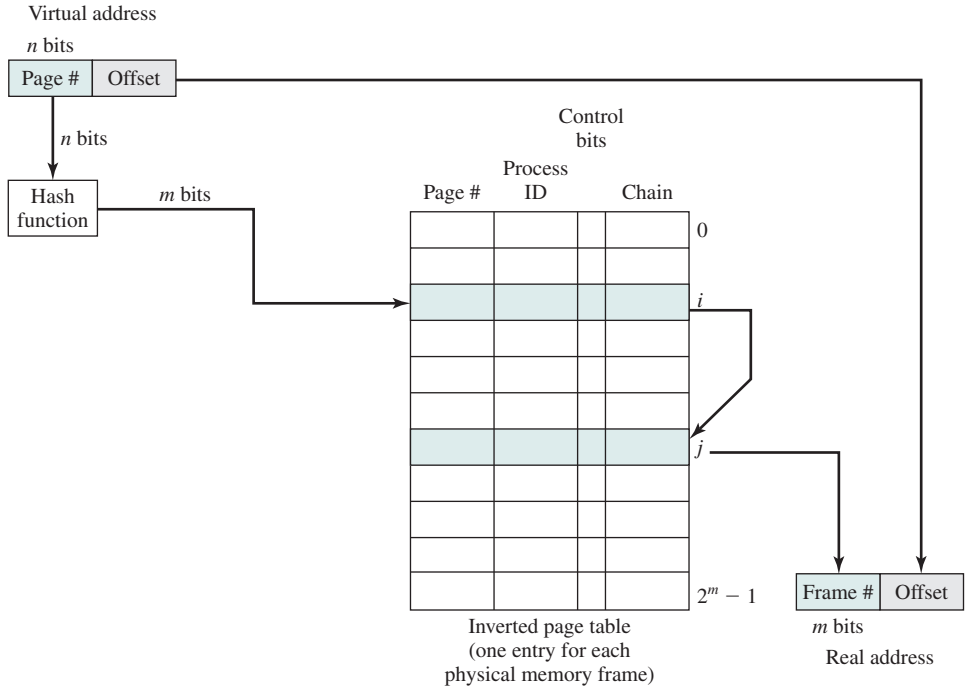 Virtual address
n bits
Page # Offset
n bits
Control
bits
Process
Page # ID Chain
Hash
function
m bits
0
i
j
2^m − 1
Frame # Offset
m bits
Real address
Inverted page table
(one entry for each
physical memory frame)